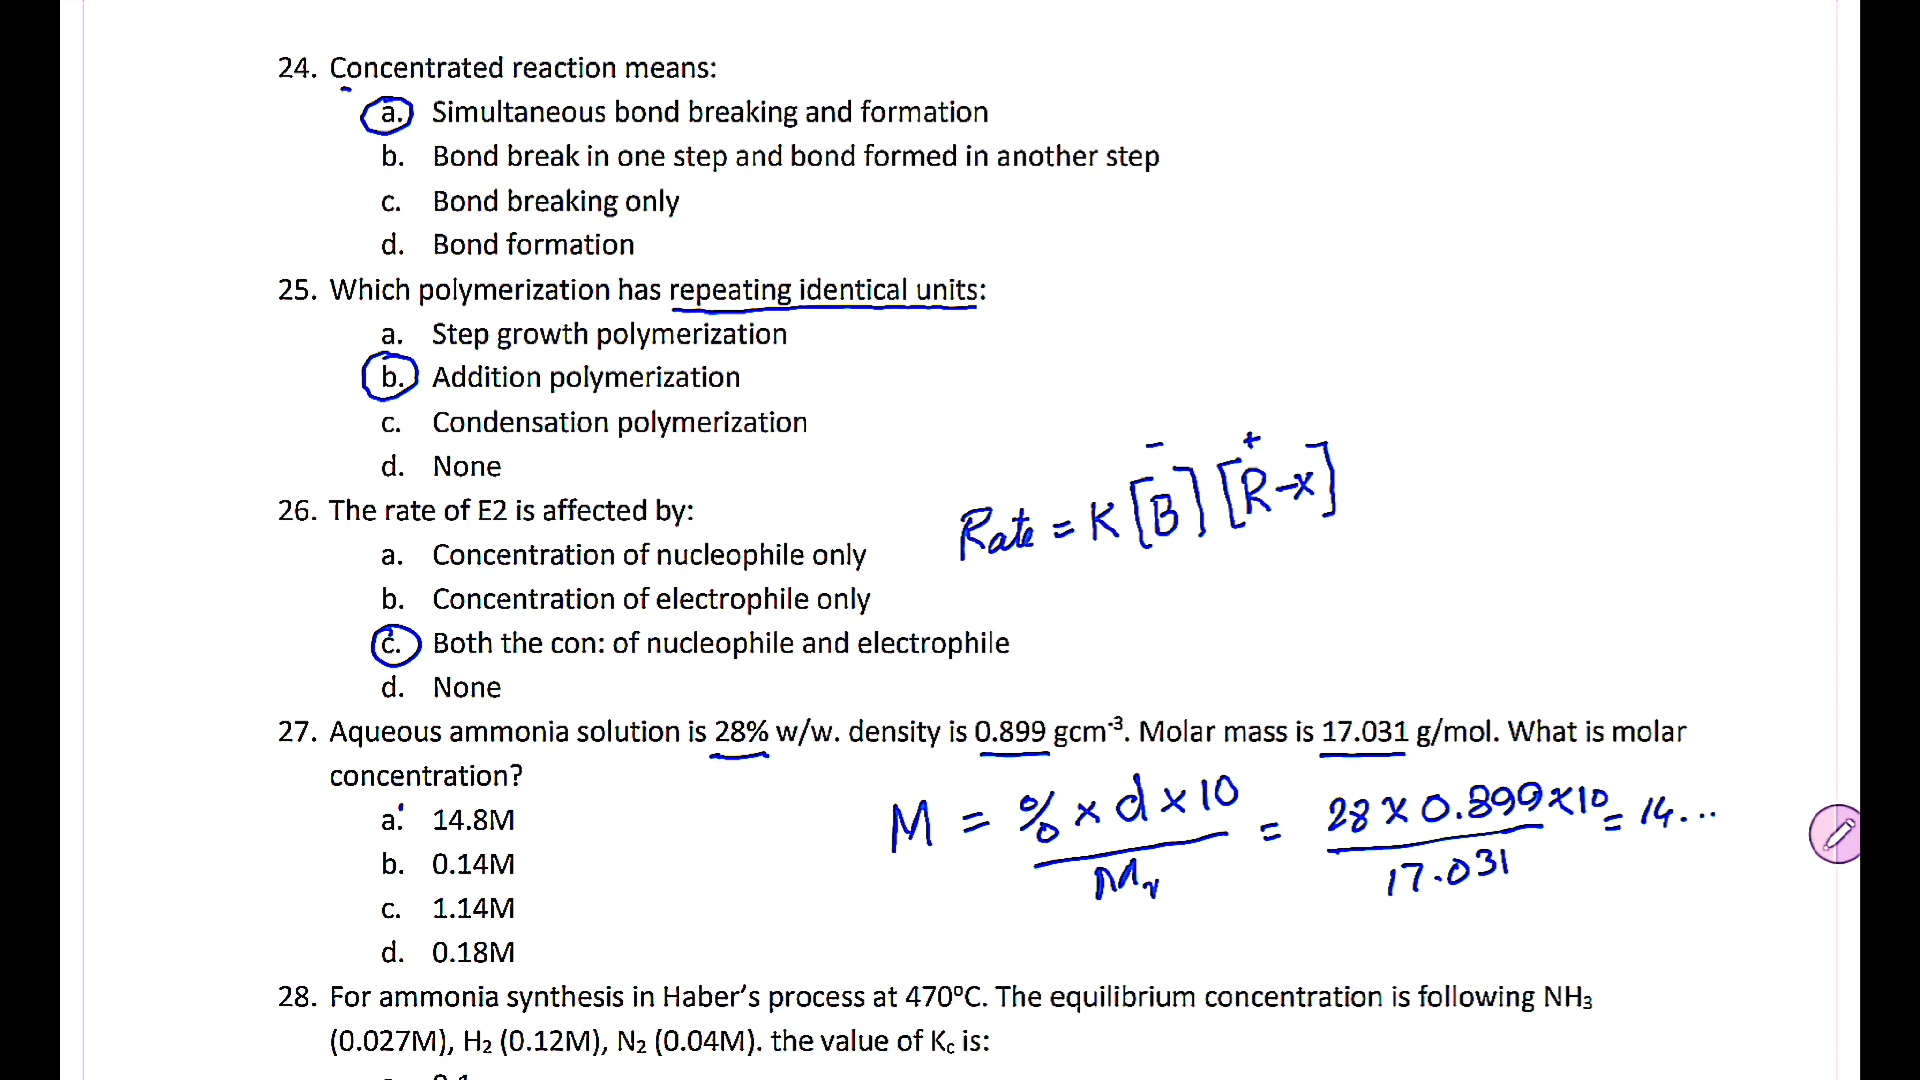 24. Concentrated reaction means:
a. Simultaneous bond breaking and formation
b. Bond break in one step and bond formed in another step
c. Bond breaking only
d. Bond formation
25. Which polymerization has repeating identical units:
a. Step growth polymerization
b. Addition polymerization
c. Condensation polymerization
d. None
26. The rate of E2 is affected by:
Rate = K [B⁻] [R⁺-x]
a. Concentration of nucleophile only
b. Concentration of electrophile only
c. Both the con: of nucleophile and electrophile
d. None
27. Aqueous ammonia solution is 28% w/w. density is 0.899 gcm⁻³. Molar mass is 17.031 g/mol. What is molar
concentration?
M = % x d x 10 / Mr = 28 x 0.899 x 10 / 17.031 = 14...
a. 14.8M
b. 0.14M
c. 1.14M
d. 0.18M
28. For ammonia synthesis in Haber’s process at 470⁰C. The equilibrium concentration is following NH₃
(0.027M), H₂ (0.12M), N₂ (0.04M). the value of Kc is: